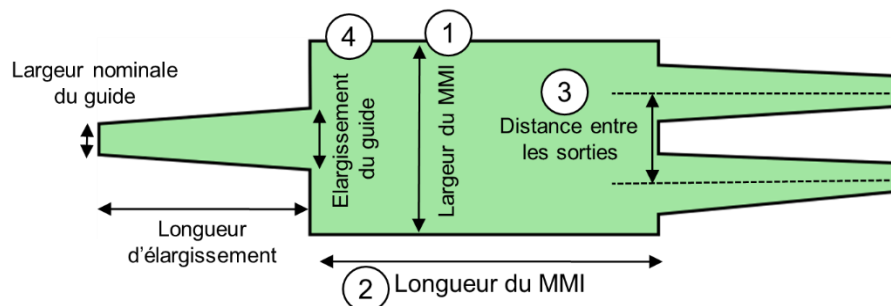 4
1
Largeur nominale
du guide
Elargissement
du guide
Largeur du MMI
3
Distance entre
les sorties
Longueur
d’élargissement
2
Longueur du MMI